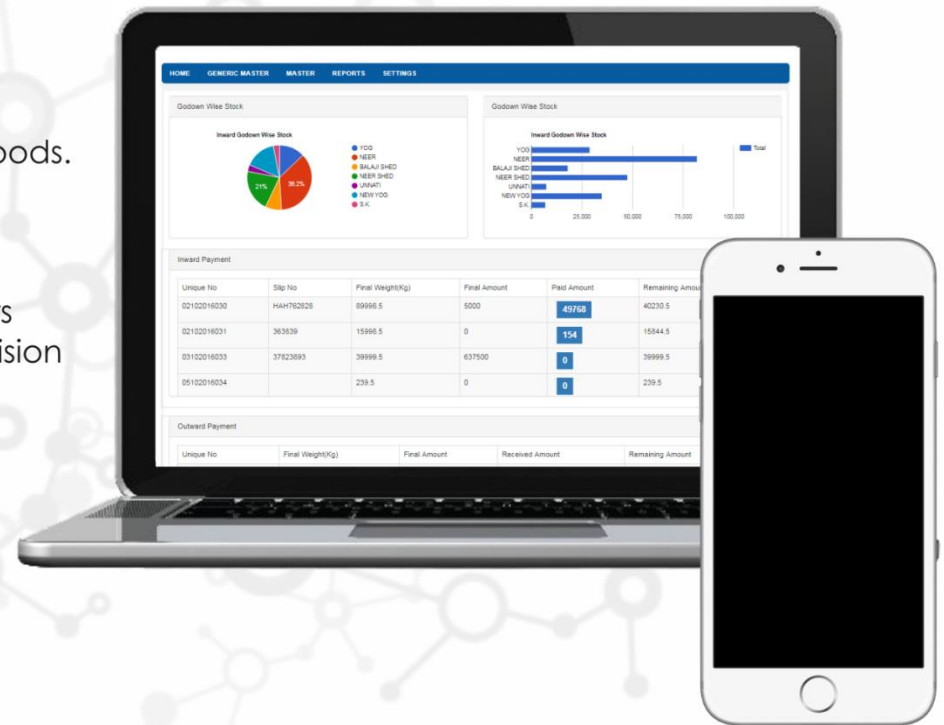 oods.
ts
ision
HOME GENERIC MASTER MASTER REPORTS SETTINGS
Godown Wise Stock
Godown Wise Stock
Inward Godown Wise Stock
38.2%
21%
YOG
NEER
BALAJI SHED
NEER SHED
UNNATI
NEW YOG
S.K.
Inward Godown Wise Stock
YOG
NEER
BALAJI SHED
NEER SHED
UNNATI
NEW YOG
S.K
0 25,000 50,000 75,000 100,000
Total
Inward Payment
Unique No Slip No Final Weight(Kg) Final Amount Paid Amount Remaining Amou
02102016030 HAH782828 89998.5 5000 49768 40230.5
02102016031 363639 15998.5 0 154 15844.5
03102016033 37823693 39999.5 637500 0 39999.5
05102016034 239.5 0 0 239.5
Outward Payment
Unique No Final Weight(Kg) Final Amount Received Amount Remaining Amount